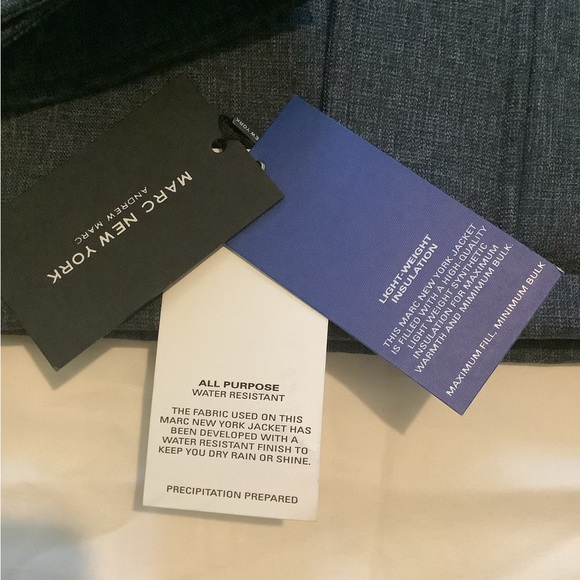 MARC NEW YORK
ANDREW MARC
NEW YORK
LIGHT-WEIGHT
INSULATION
THIS MARC NEW YORK JACKET
IS FILLED WITH A HIGH-QUALITY
LIGHT WEIGHT SYNTHETIC
INSULATION FOR MAXIMUM
WARMTH AND MIMIMUM BULK.
MAXIMUM FILL, MINIMUM BULK
ALL PURPOSE
WATER RESISTANT
THE FABRIC USED ON THIS
MARC NEW YORK JACKET HAS
BEEN DEVELOPED WITH A
WATER RESISTANT FINISH TO
KEEP YOU DRY RAIN OR SHINE.
PRECIPITATION PREPARED